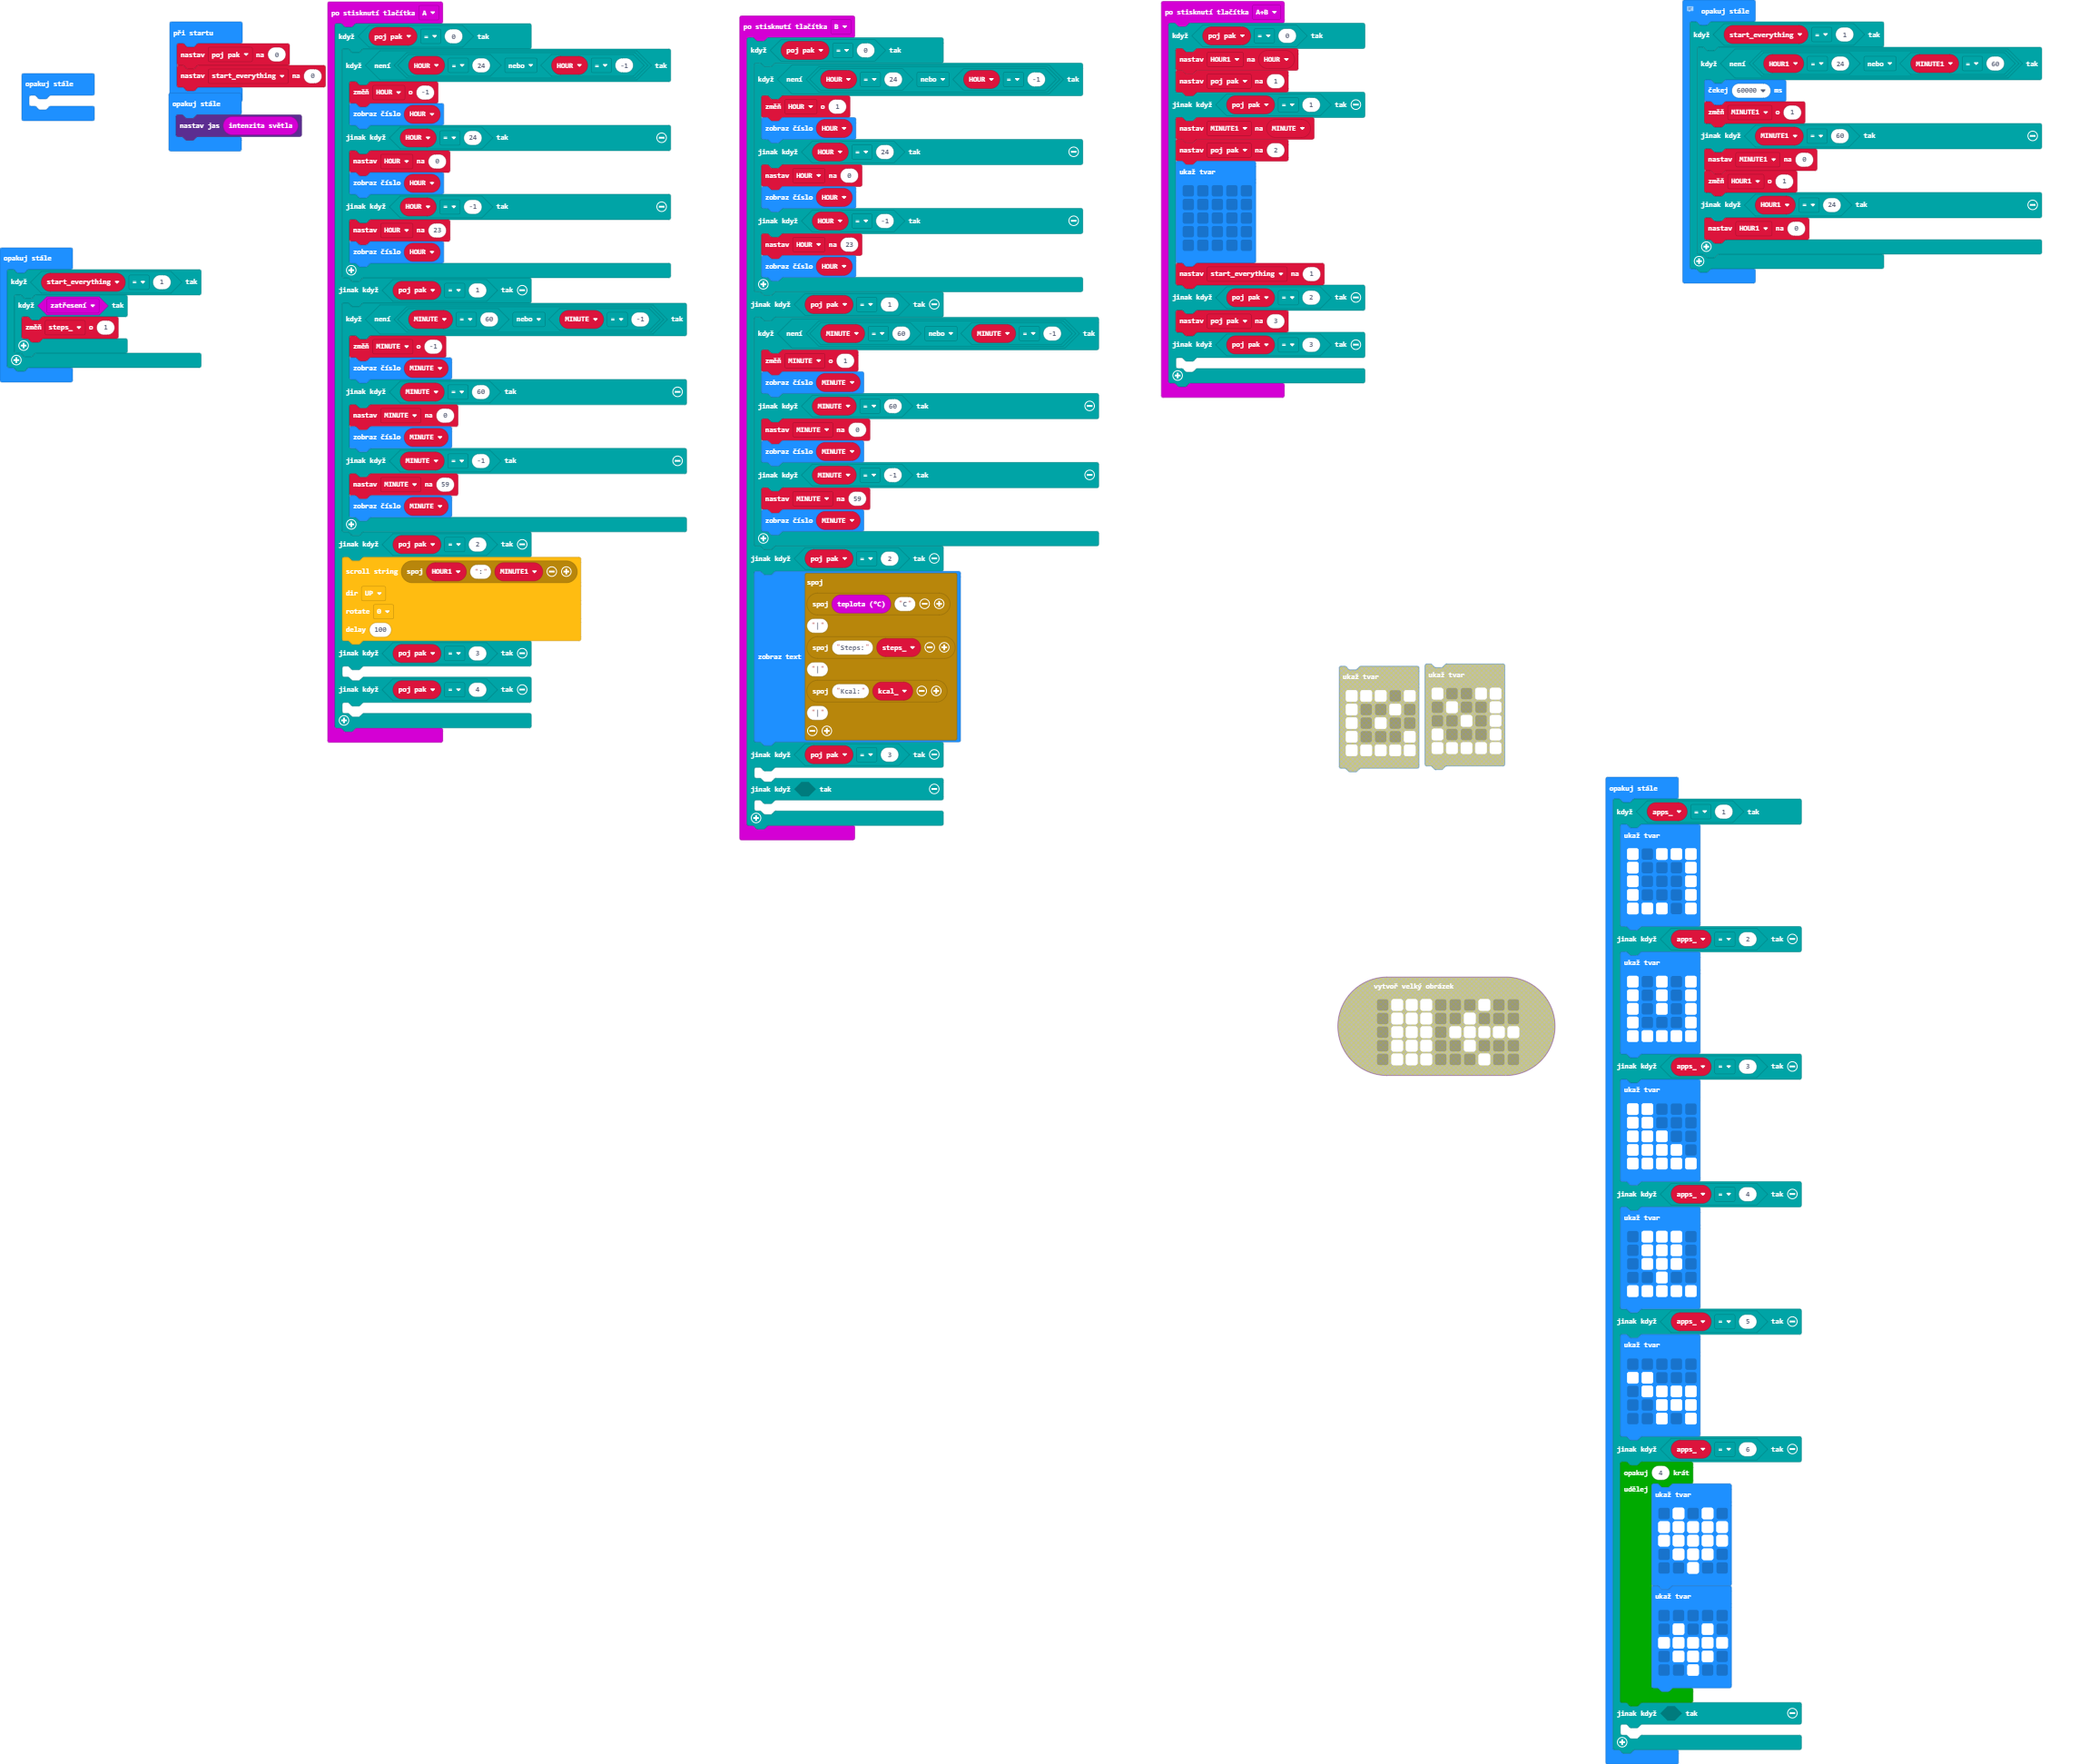 opakuj stále
při startu
nastav poj pak na 0
nastav start_everything na 0
opakuj stále
nastav jas intenzita světla
opakuj stále
když start_everything = 1 tak
když zatřesení tak
změň steps_ o 1
po stisknutí tlačítka A
když poj pak = 0 tak
když není HOUR = 24 nebo HOUR = -1 tak
změň HOUR o -1
zobraz číslo HOUR
jinak když HOUR = 24 tak
nastav HOUR na 0
zobraz číslo HOUR
jinak když HOUR = -1 tak
nastav HOUR na 23
zobraz číslo HOUR
jinak když poj pak = 1 tak
když není MINUTE = 60 nebo MINUTE = -1 tak
změň MINUTE o -1
zobraz číslo MINUTE
jinak když MINUTE = 60 tak
nastav MINUTE na 0
zobraz číslo MINUTE
jinak když MINUTE = -1 tak
nastav MINUTE na 59
zobraz číslo MINUTE
jinak když poj pak = 2 tak
scroll string spoj HOUR1 ":" MINUTE1
dir UP
rotate 0
delay 100
jinak když poj pak = 3 tak
jinak když poj pak = 4 tak
po stisknutí tlačítka B
když poj pak = 0 tak
když není HOUR = 24 nebo HOUR = -1 tak
změň HOUR o 1
zobraz číslo HOUR
jinak když HOUR = 24 tak
nastav HOUR na 0
zobraz číslo HOUR
jinak když HOUR = -1 tak
nastav HOUR na 23
zobraz číslo HOUR
jinak když poj pak = 1 tak
když není MINUTE = 60 nebo MINUTE = -1 tak
změň MINUTE o 1
zobraz číslo MINUTE
jinak když MINUTE = 60 tak
nastav MINUTE na 0
zobraz číslo MINUTE
jinak když MINUTE = -1 tak
nastav MINUTE na 59
zobraz číslo MINUTE
jinak když poj pak = 2 tak
spoj
spoj teplota (°C) "C"
"|"
zobraz text spoj "Steps:" steps_
"|"
spoj "Kcal:" kcal_
"|"
jinak když poj pak = 3 tak
jinak když tak
po stisknutí tlačítka A+B
když poj pak = 0 tak
nastav HOUR1 na HOUR
nastav poj pak na 1
jinak když poj pak = 1 tak
nastav MINUTE1 na MINUTE
nastav poj pak na 2
ukaž tvar
nastav start_everything na 1
jinak když poj pak = 2 tak
nastav poj pak na 3
jinak když poj pak = 3 tak
opakuj stále
když start_everything = 1 tak
když není HOUR1 = 24 nebo MINUTE1 = 60 tak
čekej 60000 ms
změň MINUTE1 o 1
jinak když MINUTE1 = 60 tak
nastav MINUTE1 na 0
změň HOUR1 o 1
jinak když HOUR1 = 24 tak
nastav HOUR1 na 0
ukaž tvar
ukaž tvar
vytvoř velký obrázek
opakuj stále
když apps_ = 1 tak
ukaž tvar
jinak když apps_ = 2 tak
ukaž tvar
jinak když apps_ = 3 tak
ukaž tvar
jinak když apps_ = 4 tak
ukaž tvar
jinak když apps_ = 5 tak
ukaž tvar
jinak když apps_ = 6 tak
opakuj 4 krát
udělej ukaž tvar
ukaž tvar
jinak když tak